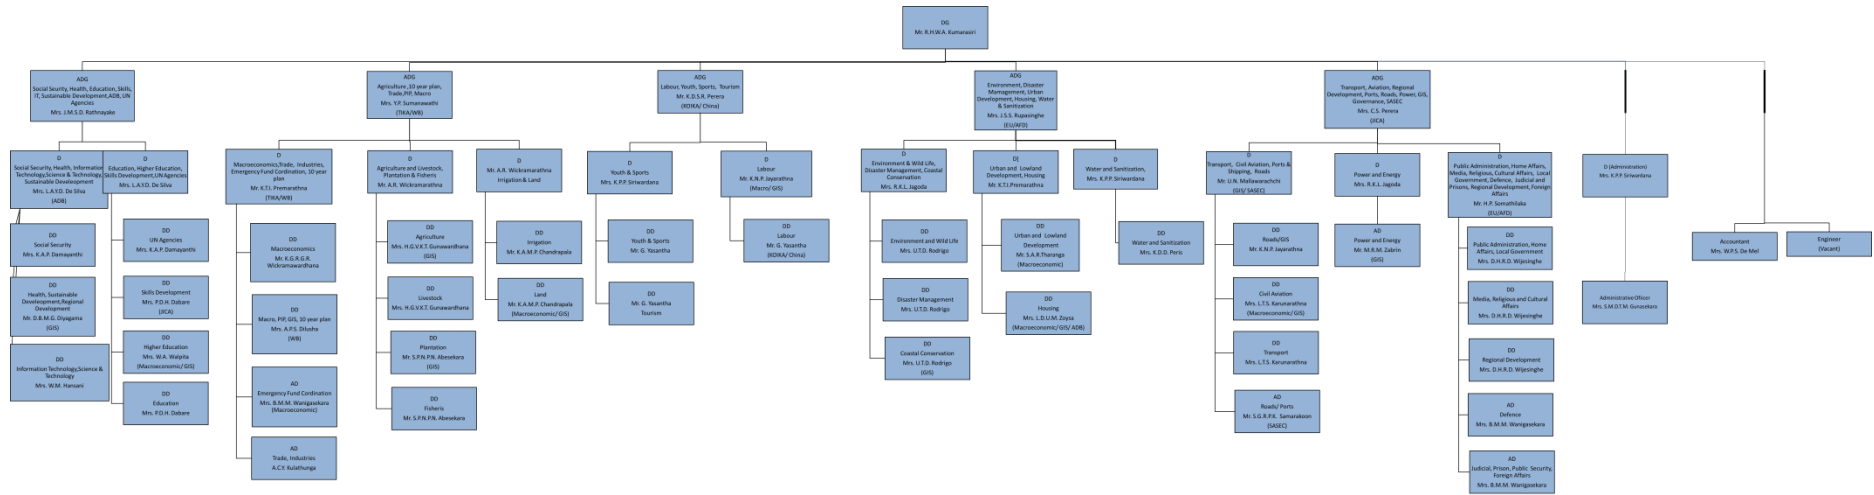 DG
Mr. R.H.W.A. Kumarasiri
ADG
Social Seurity, Health, Education, Skills,
IT, Sustainable Development,ADB, UN
Agencies
Mrs. J.M.S.D. Rathnayake
ADG
Agriculture ,10 year plan,
Trade,PIP, Macro
Mrs. Y.P. Sumanawathi
(TIKA/WB)
ADG
Labour, Youth, Sports, Tourism
Mr. K.D.S.R. Perera
(KOIKA/ China)
ADG
Environment, Disaster
Management, Urban
Development, Housing, Water
& Sanitization
Mrs. J.S.S. Rupasinghe
(EU/AFD)
ADG
Transport, Aviation, Regional
Development, Ports, Roads, Power, GIS,
Governance, SASEC
Mrs. C.S. Perera
(JICA)
D
Social Security, Health, Information
Technology,Science & Technology,
Sustainable Develeopment
Mrs. L.A.Y.D. De Silva
(ADB)
D
Education, Higher Education,
Skills Development,UN Agencies
Mrs. L.A.Y.D. De Silva
D
Macroeconomics,Trade, Industries,
Emergency Fund Cordination, 10 year
plan
Mr. K.T.I. Premarathna
(TIKA/WB)
D
Agriculture and Livestock,
Plantation & Fisheris
Mr. A.R. Wickramarathna
D
Mr. A.R. Wickramarathna
Irrigation & Land
D
Youth & Sports
Mrs. K.P.P. Siriwardana
D
Labour
Mr. K.N.P. Jayarathna
(Macro/ GIS)
D
Environment & Wild Life,
Disaster Management, Coastal
Conservation
Mrs. R.K.L. Jagoda
D|
Urban and Lowland
Development, Housing
Mr. K.T.I.Premarathna
D
Water and Sanitization,
Mrs. K.P.P. Siriwardana
D
Transport, Civil Aviation, Ports &
Shipping, Roads
Mr. U.N. Mallawarachchi
(GIS/ SASEC)
D
Power and Energy
Mrs. R.K.L. Jagoda
D
Public Administration, Home Affairs,
Media, Religious, Cultural Affairs, Local
Government, Defence, Judicial and
Prisons, Regional Development, Foreign
Affairs
Mr. H.P. Somathilaka
(EU/AFD)
D (Administration)
Mrs. K.P.P Siriwardana
DD
Social Security
Mrs. K.A.P. Damayanthi
DD
Health, Sustainable
Develeopment,Regional
Development
Mr. D.B.M.G. Diyagama
(GIS)
DD
Information Technology,Science &
Technology
Mrs. W.M. Hansani
DD
UN Agencies
Mrs. K.A.P. Damayanthi
DD
Skills Development
Mrs. P.D.H. Dabare
(JICA)
DD
Higher Education
Mrs. W.A. Walpita
(Macroeconomic/ GIS)
DD
Education
Mrs. P.D.H. Dabare
DD
Macroeconomics
Mr. K.G.R.G.R.
Wickramawardhana
DD
Macro, PIP, GIS, 10 year plan
Mrs. A.P.S. Dilusha
(WB)
AD
Emergency Fund Cordination
Mrs. B.M.M. Wanigasekara
(Macroeconomic)
AD
Trade, Industries
A.C.Y. Kulathunga
DD
Agriculture
Mrs. H.G.V.X.T. Gunawardhana
(GIS)
DD
Livestock
Mrs. H.G.V.X.T. Gunawardhana
DD
Plantation
Mr. S.P.N.P.N. Abesekara
(GIS)
DD
Fisheris
Mr. S.P.N.P.N. Abesekara
DD
Irrigation
Mr. K.A.M.P. Chandrapala
DD
Land
Mr. K.A.M.P. Chandrapala
(Macroeconomic/ GIS)
DD
Youth & Sports
Mr. G. Yasantha
DD
Mr. G. Yasantha
Tourism
DD
Labour
Mr. G. Yasantha
(KOIKA/ China)
DD
Environment and Wild Life
Mrs. U.T.D. Rodrigo
DD
Disaster Management
Mrs. U.T.D. Rodrigo
DD
Coastal Conservation
Mrs. U.T.D. Rodrigo
(GIS)
DD
Urban and Lowland
Development
Mr. S.A.R.Tharanga
(Macroeconomic)
DD
Housing
Mrs. L.D.U.M. Zoysa
(Macroeconomic/ GIS/ ADB)
DD
Water and Sanitization
Mrs. K.D.D. Peris
DD
Roads/GIS
Mr. K.N.P. Jayarathna
DD
Civil Aviation
Mrs. L.T.S. Karunarathna
(Macroeconomic/ GIS)
DD
Transport
Mrs. L.T.S. Karunarathna
AD
Roads/ Ports
Mr. S.G.R.P.K. Samarakoon
(SASEC)
AD
Power and Energy
Mr. M.R.M. Zabrin
(GIS)
DD
Public Administration, Home
Affairs, Local Government
Mrs. D.H.R.D. Wijesinghe
DD
Media, Religious and Cultural
Affairs
Mrs. D.H.R.D. Wijesinghe
DD
Regional Development
Mrs. D.H.R.D. Wijesinghe
AD
Defence
Mrs. B.M.M. Wanigasekara
AD
Judicial, Prison, Public Security,
Foreign Affairs
Mrs. B.M.M. Wanigasekara
Administrative Officer
Mrs. S.M.D.T.M. Gunasekara
Accountant
Mrs. W.P.S. De Mel
Engineer
(Vacant)